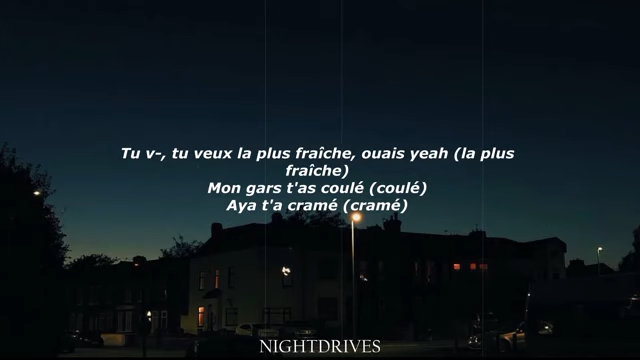 Tu v-, tu veux la plus fraîche, ouais yeah (la plus
fraîche)
Mon gars t'as coulé (coulé)
Aya t'a cramé (cramé)
NIGHTDRIVES